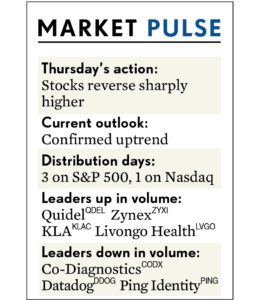 MARKET PULSE
Thursday's action:
Stocks reverse sharply
higher
Current outlook:
Confirmed uptrend
Distribution days:
3 on S&P 500, 1 on Nasdaq
Leaders up in volume:
Quidel QDEL Zynex ZYXI
KLA KLAC Livongo Health LVGO
Leaders down in volume:
Co-Diagnostics CODX
Datadog DDOG Ping Identity PING